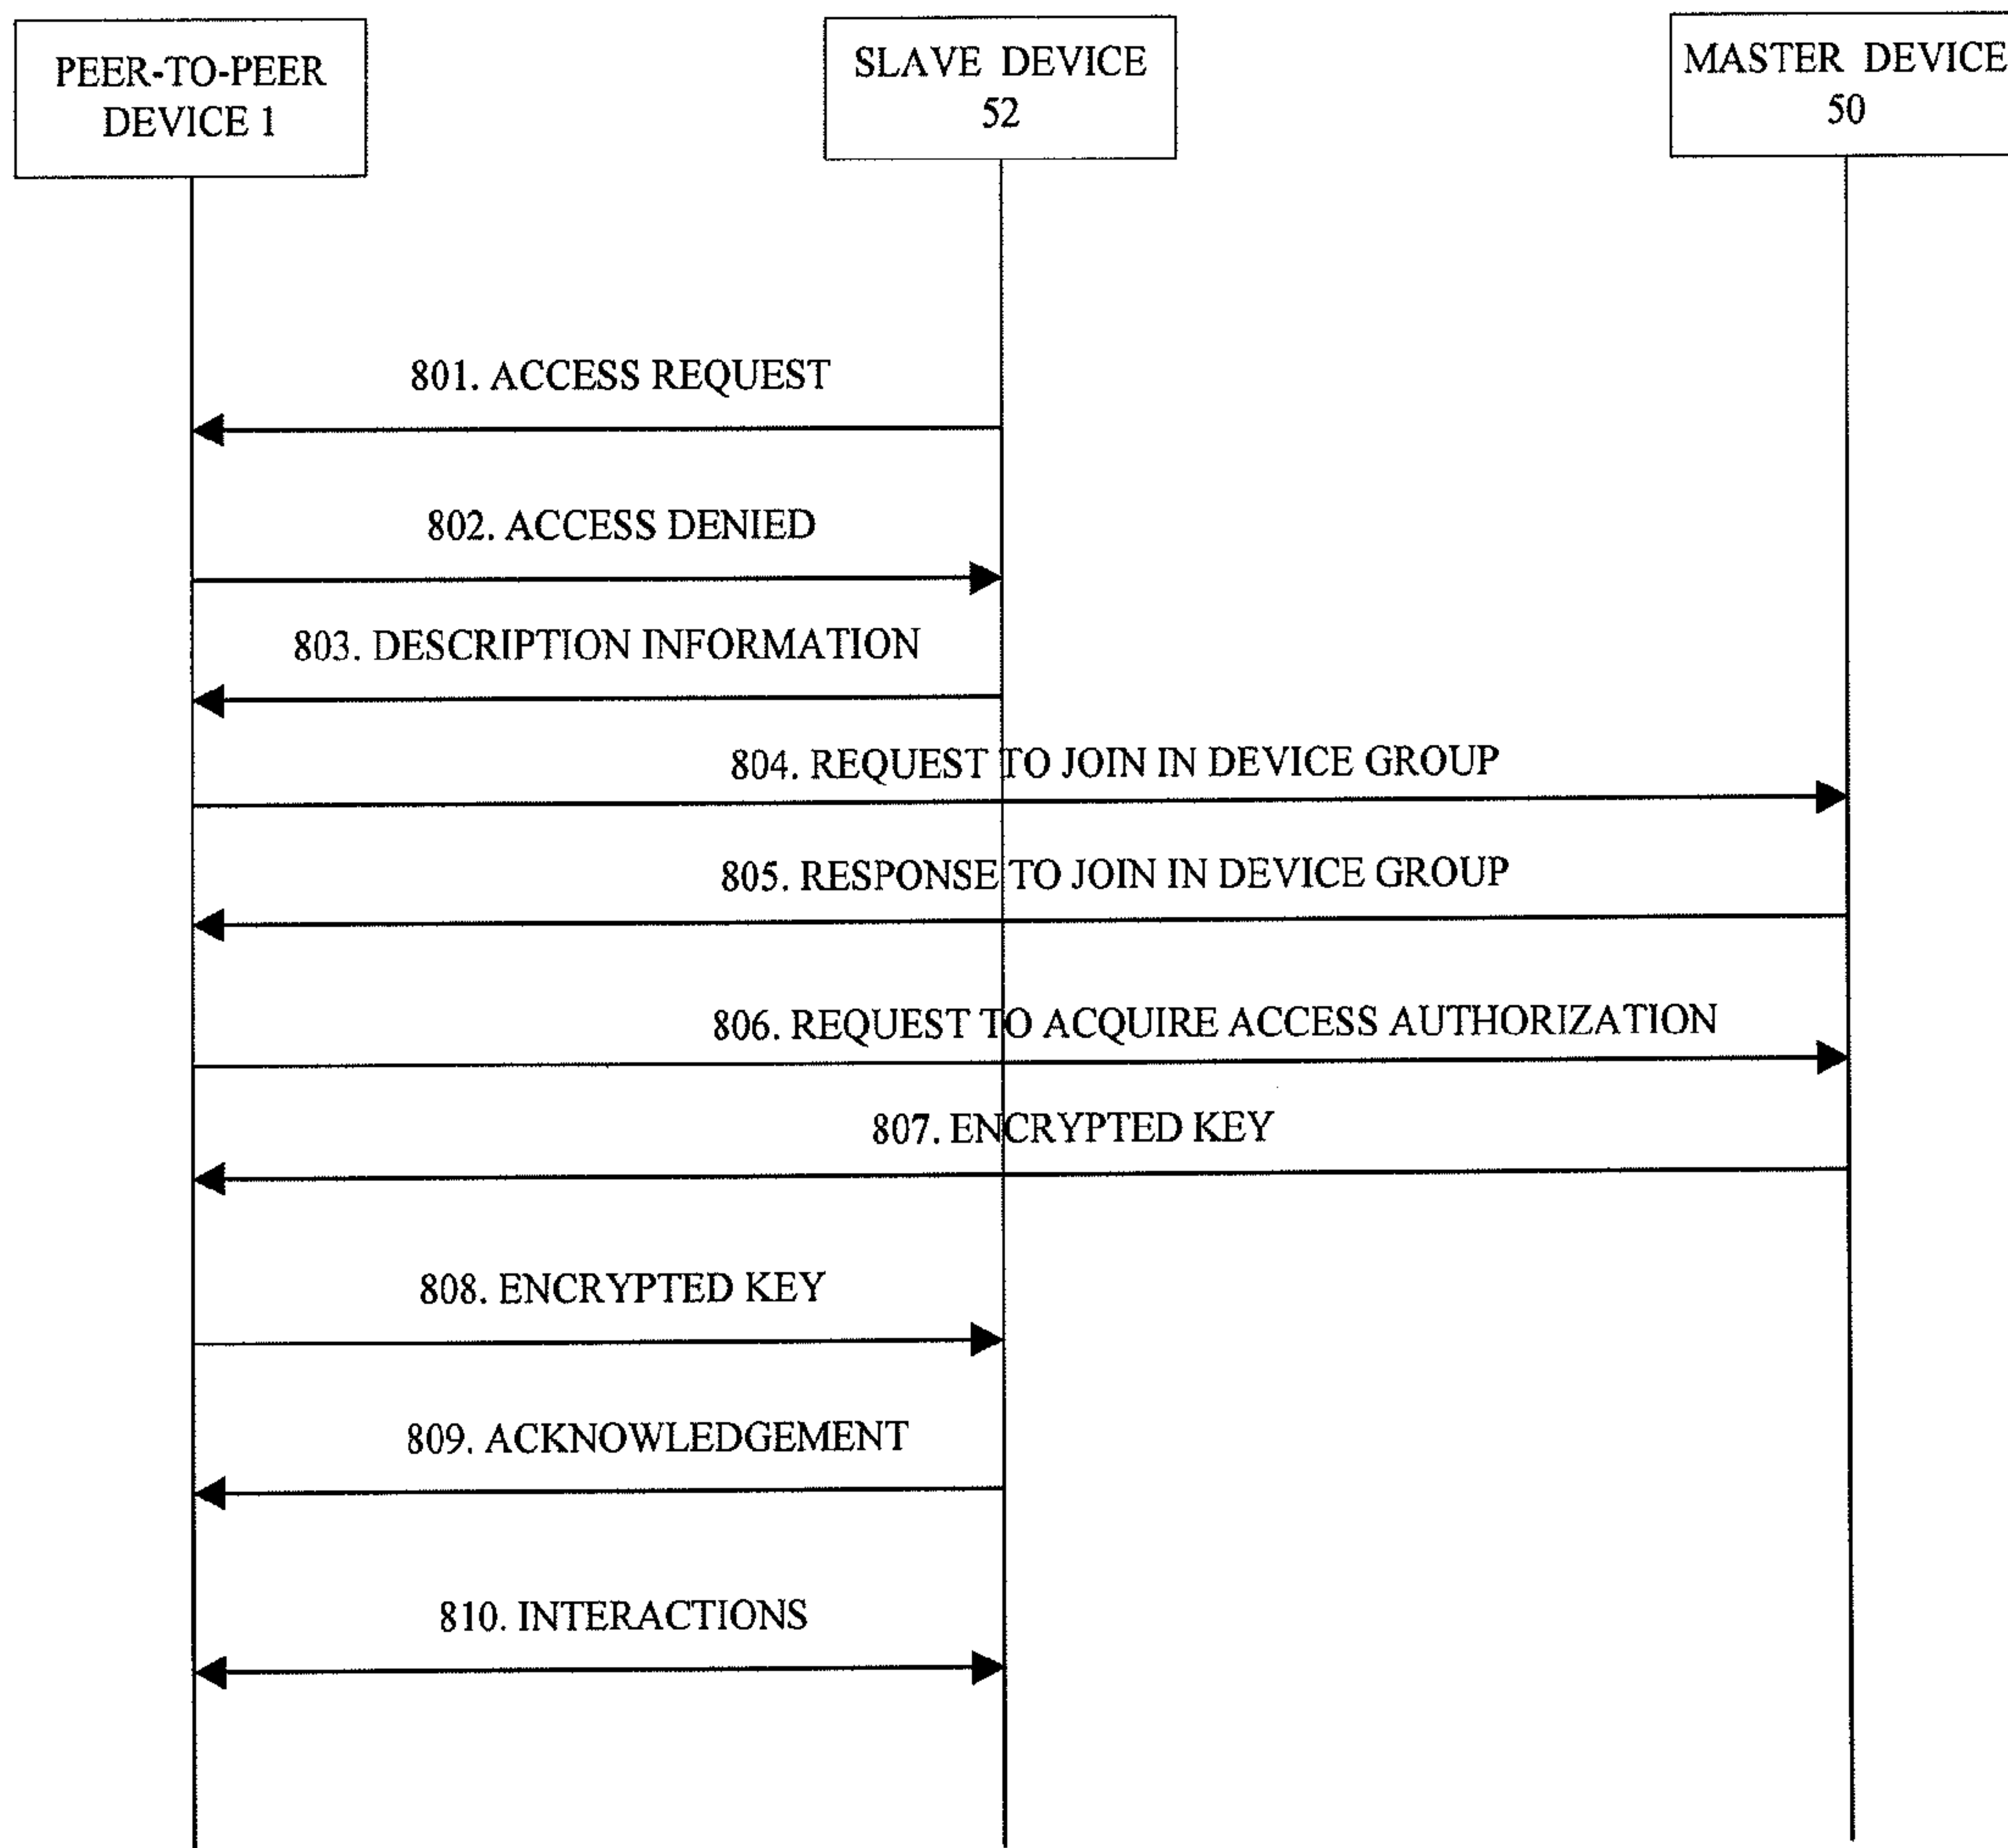 PEER-TO-PEER
DEVICE 1
SLAVE DEVICE
52
MASTER DEVICE
50
801. ACCESS REQUEST
802. ACCESS DENIED
803. DESCRIPTION INFORMATION
804. REQUEST TO JOIN IN DEVICE GROUP
805. RESPONSE TO JOIN IN DEVICE GROUP
806. REQUEST TO ACQUIRE ACCESS AUTHORIZATION
807. ENCRYPTED KEY
808. ENCRYPTED KEY
809. ACKNOWLEDGEMENT
810. INTERACTIONS